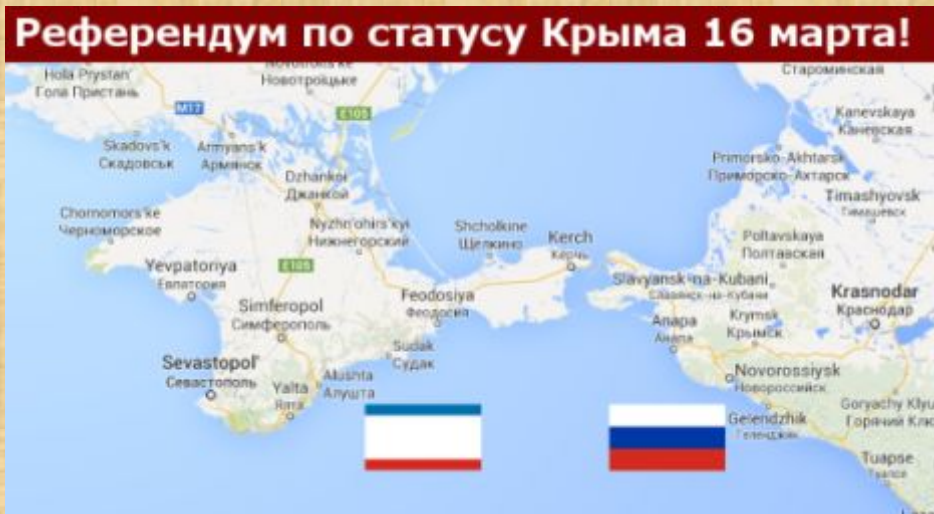 Референдум по статусу Крыма 16 марта!
Hola Prystan'
Гола Пристань
Новотроїцьке
Староминская
M17
E105
Kanevskaya
Каневская
Skadovs'k
Скадовськ
Armyans'k
Армянск
Primorsko-Akhtarsk
Приморско-Ахтарск
Dzhankoi
Джанкой
Timashyovsk
Тимашевск
Chornomors'ke
Черноморское
Nyzhn'ohirs'kyi
Нижнегорский
Shcholkine
Щелкино
Kerch
Керчь
Poltavskaya
Полтавская
Yevpatoriya
Евпатория
E105
Slavyansk-na-Kubani
Славянск-на-Кубани
Feodosiya
Феодосия
Krasnodar
Краснодар
Simferopol
Симферополь
Anapa
Анапа
Krymsk
Крымск
Sudak
Судак
Sevastopol'
Севастополь
Alushta
Алушта
Yalta
Ялта
Novorossiysk
Новороссийск
Gelendzhik
Геленджик
Goryachy Klyu
Горячий Клю
Tuapse
Туапсе